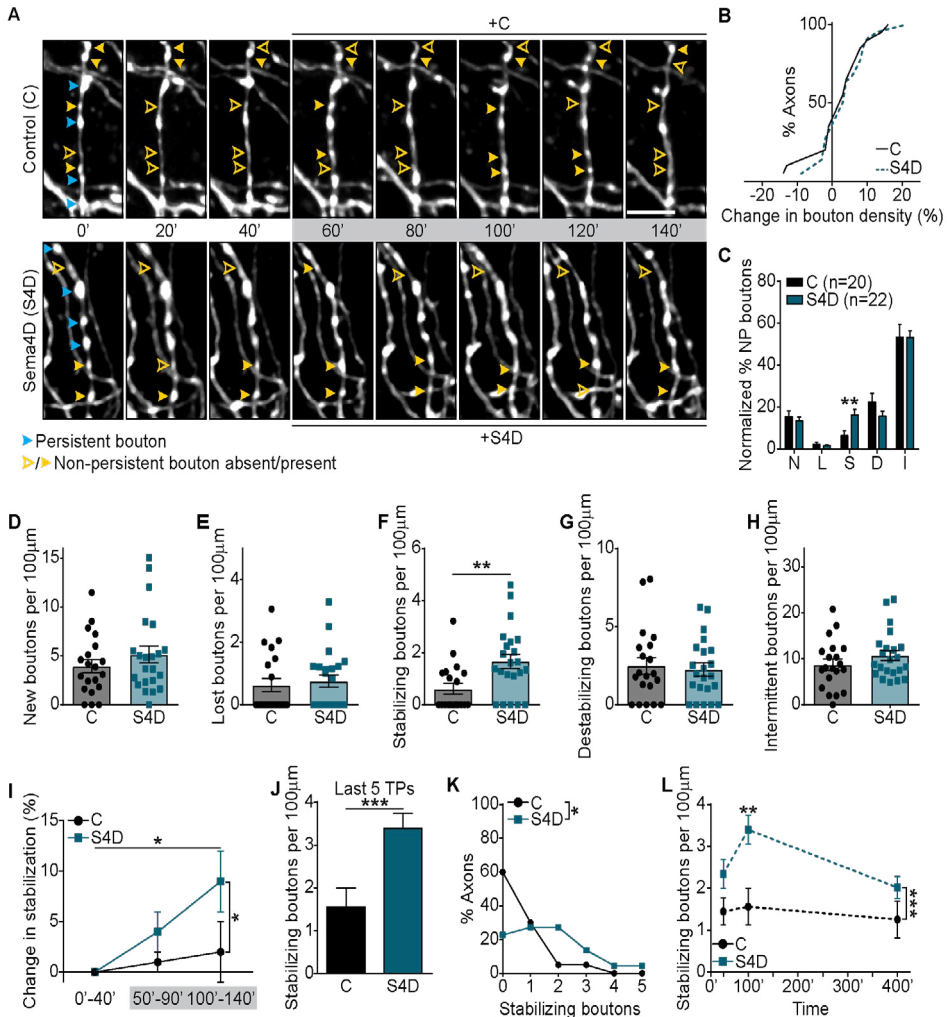 A
+C
Control (C)
0' 20' 40' 60' 80' 100' 120' 140'
Sema4D (S4D)
+S4D
Persistent bouton
/ Non-persistent bouton absent/present
B
% Axons
100
50
C
S4D
-20 -10 0 10 20
Change in bouton density (%)
C
Normalized % NP boutons
C (n=20)
S4D (n=22)
80
60
40
20
0
**
N L S D I
D
New boutons per 100µm
15
10
5
0
C S4D
E
Lost boutons per 100µm
4
2
0
C S4D
F
Stabilizing boutons per 100µm
6
5
4
3
2
1
0
**
C S4D
G
Destabilizing boutons per 100µm
10
5
0
C S4D
H
Intermittent boutons per 100µm
30
20
10
0
C S4D
I
Change in stabilization (%)
15
10
5
0
C
S4D
*
*
0'-40' 50'-90' 100'-140'
J
Stabilizing boutons per 100µm
Last 5 TPs
4
3
2
1
0
***
C S4D
K
% Axons
100
80
60
40
20
0
C
S4D
*
0 1 2 3 4 5
Stabilizing boutons
L
Stabilizing boutons per 100µm
5
4
3
2
1
0
**
***
C
S4D
0' 100' 200' 300' 400'
Time